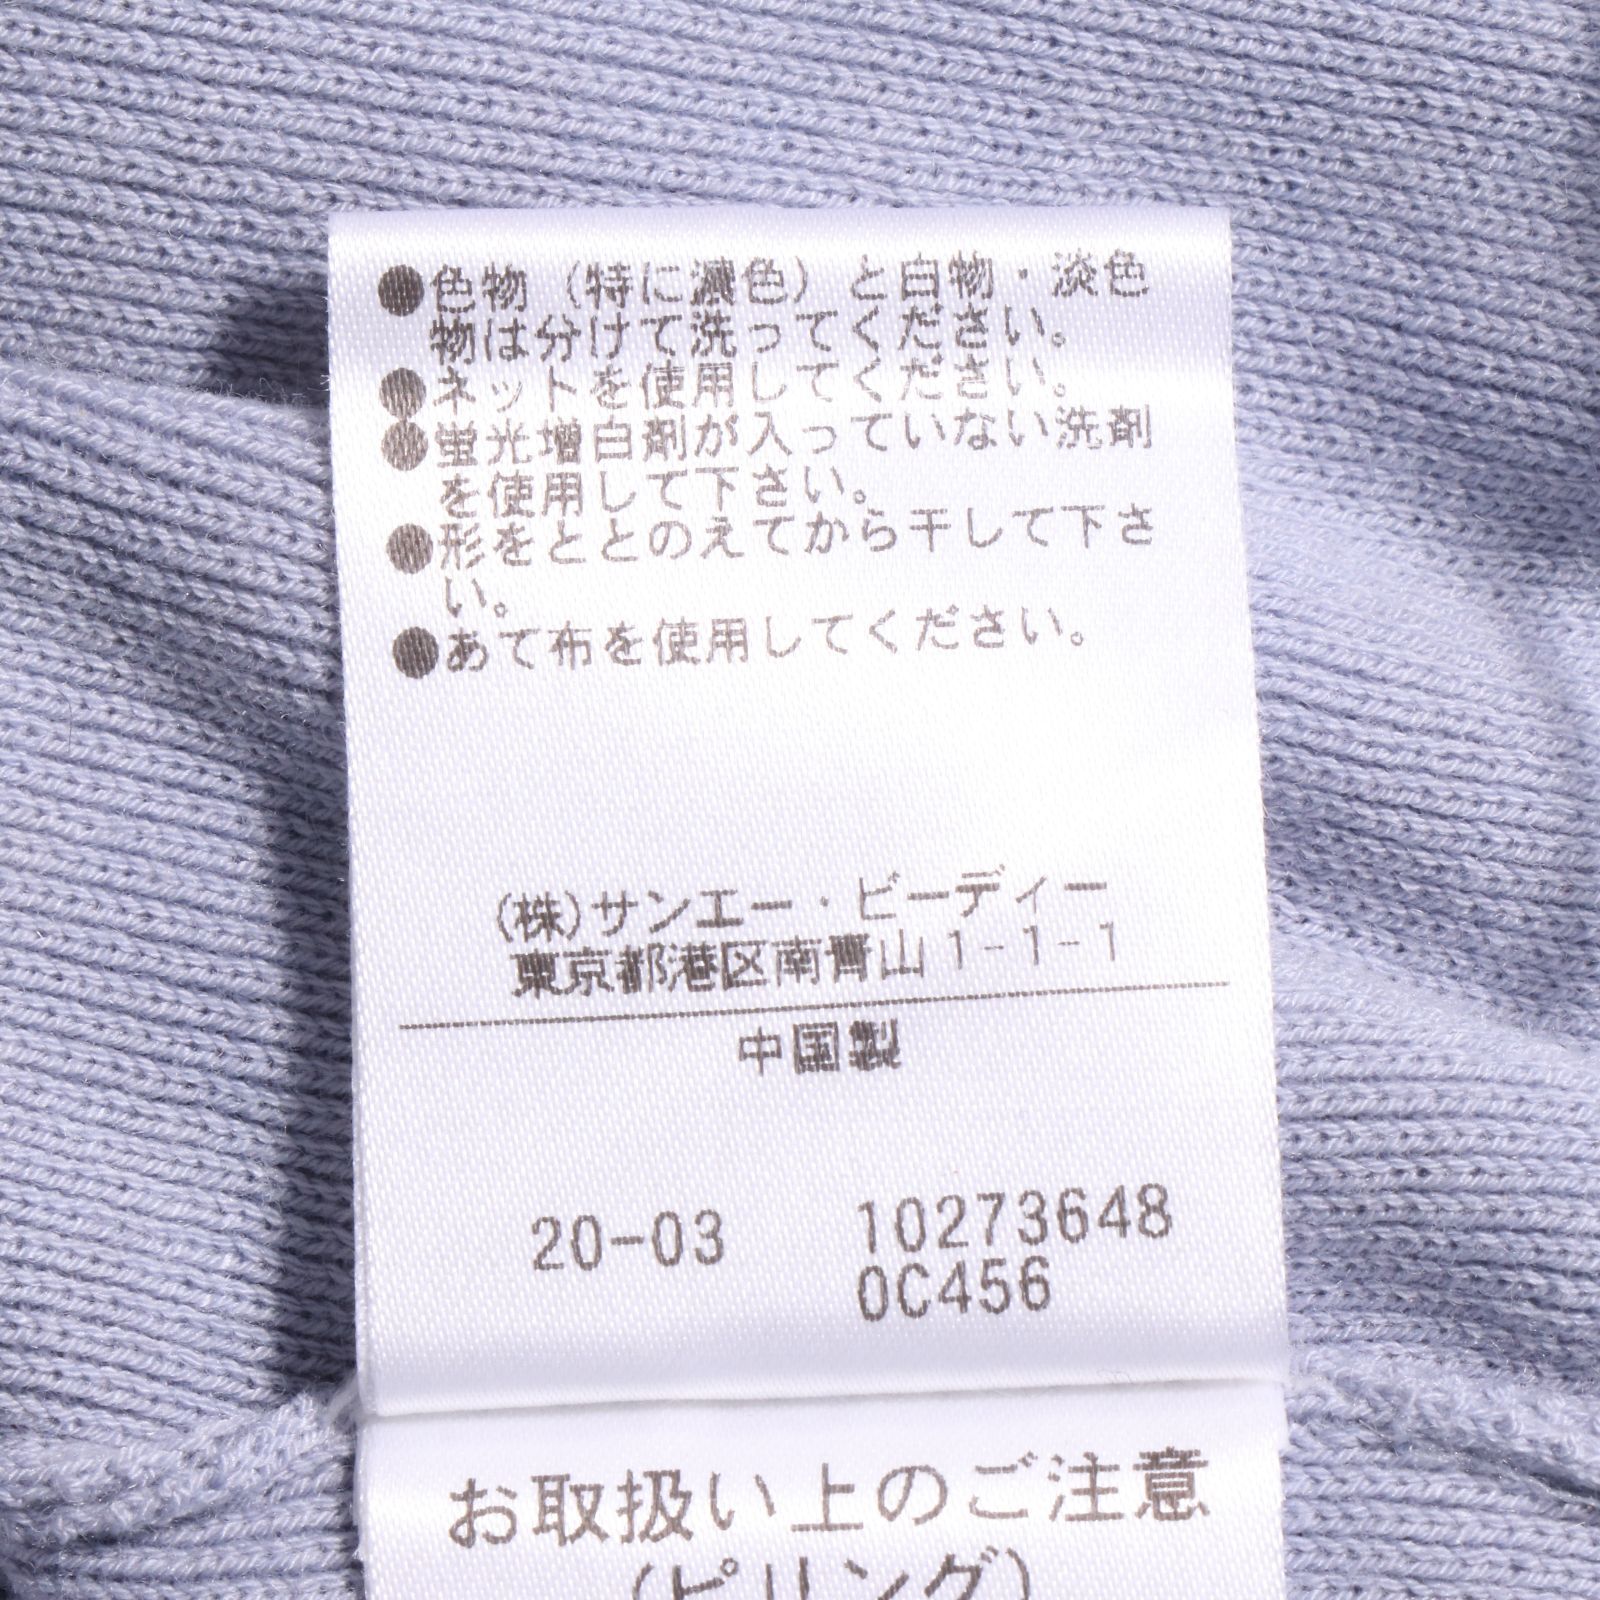 ●色物（特に濃色）と白物・淡色
物は分けて洗ってください。
●ネットを使用してください。
●蛍光増白剤が入っていない洗剤
を使用して下さい。
●形をととのえてから干して下さ
い。
●あて布を使用してください。
(株)サンエー・ビーディー
東京都港区南青山1-1-1
中国製
20-03 10273648
0C456
お取扱い上のご注意
(ピリング)